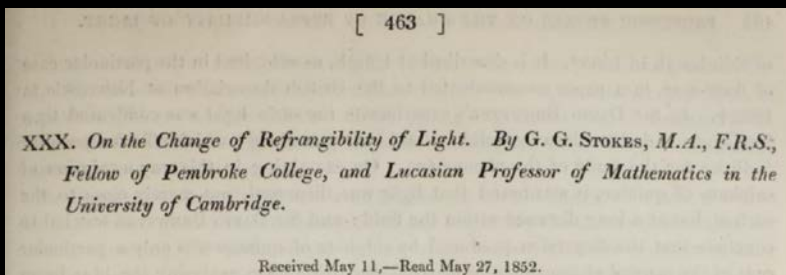 [ 463 ]
XXX. On the Change of Refrangibility of Light. By G. G. STOKES, M.A., F.R.S.,
Fellow of Pembroke College, and Lucasian Professor of Mathematics in the
University of Cambridge.
Received May 11,—Read May 27, 1852.